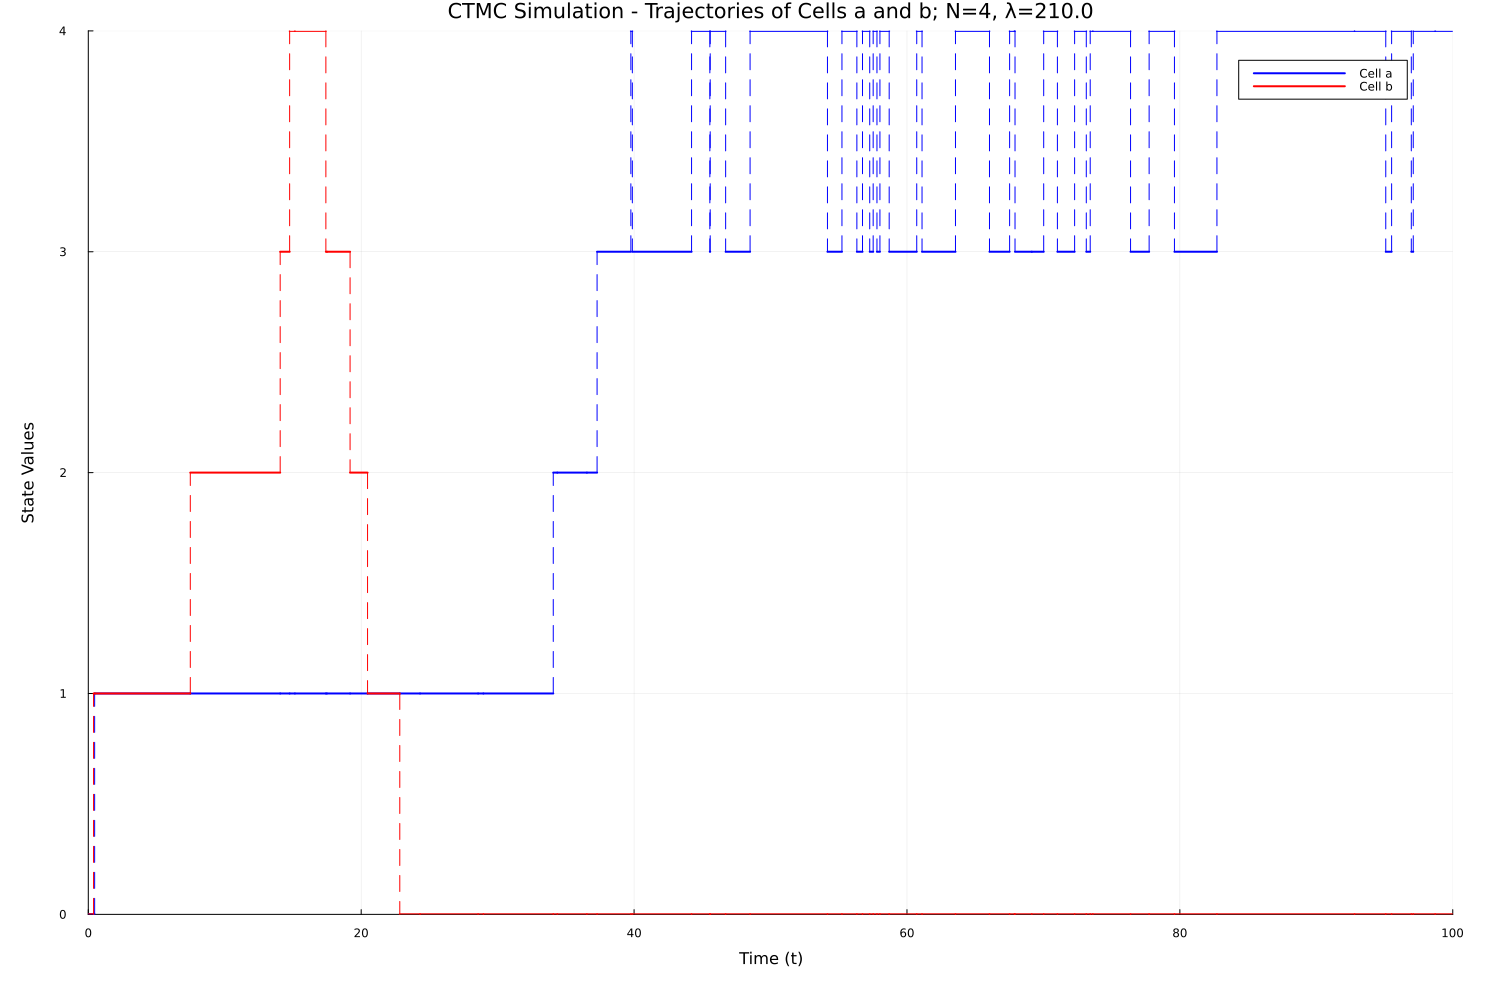 CTMC Simulation - Trajectories of Cells a and b; N=4, λ=210.0
4
Cell a
Cell b
3
State Values
2
1
0
0 20 40 60 80 100
Time (t)